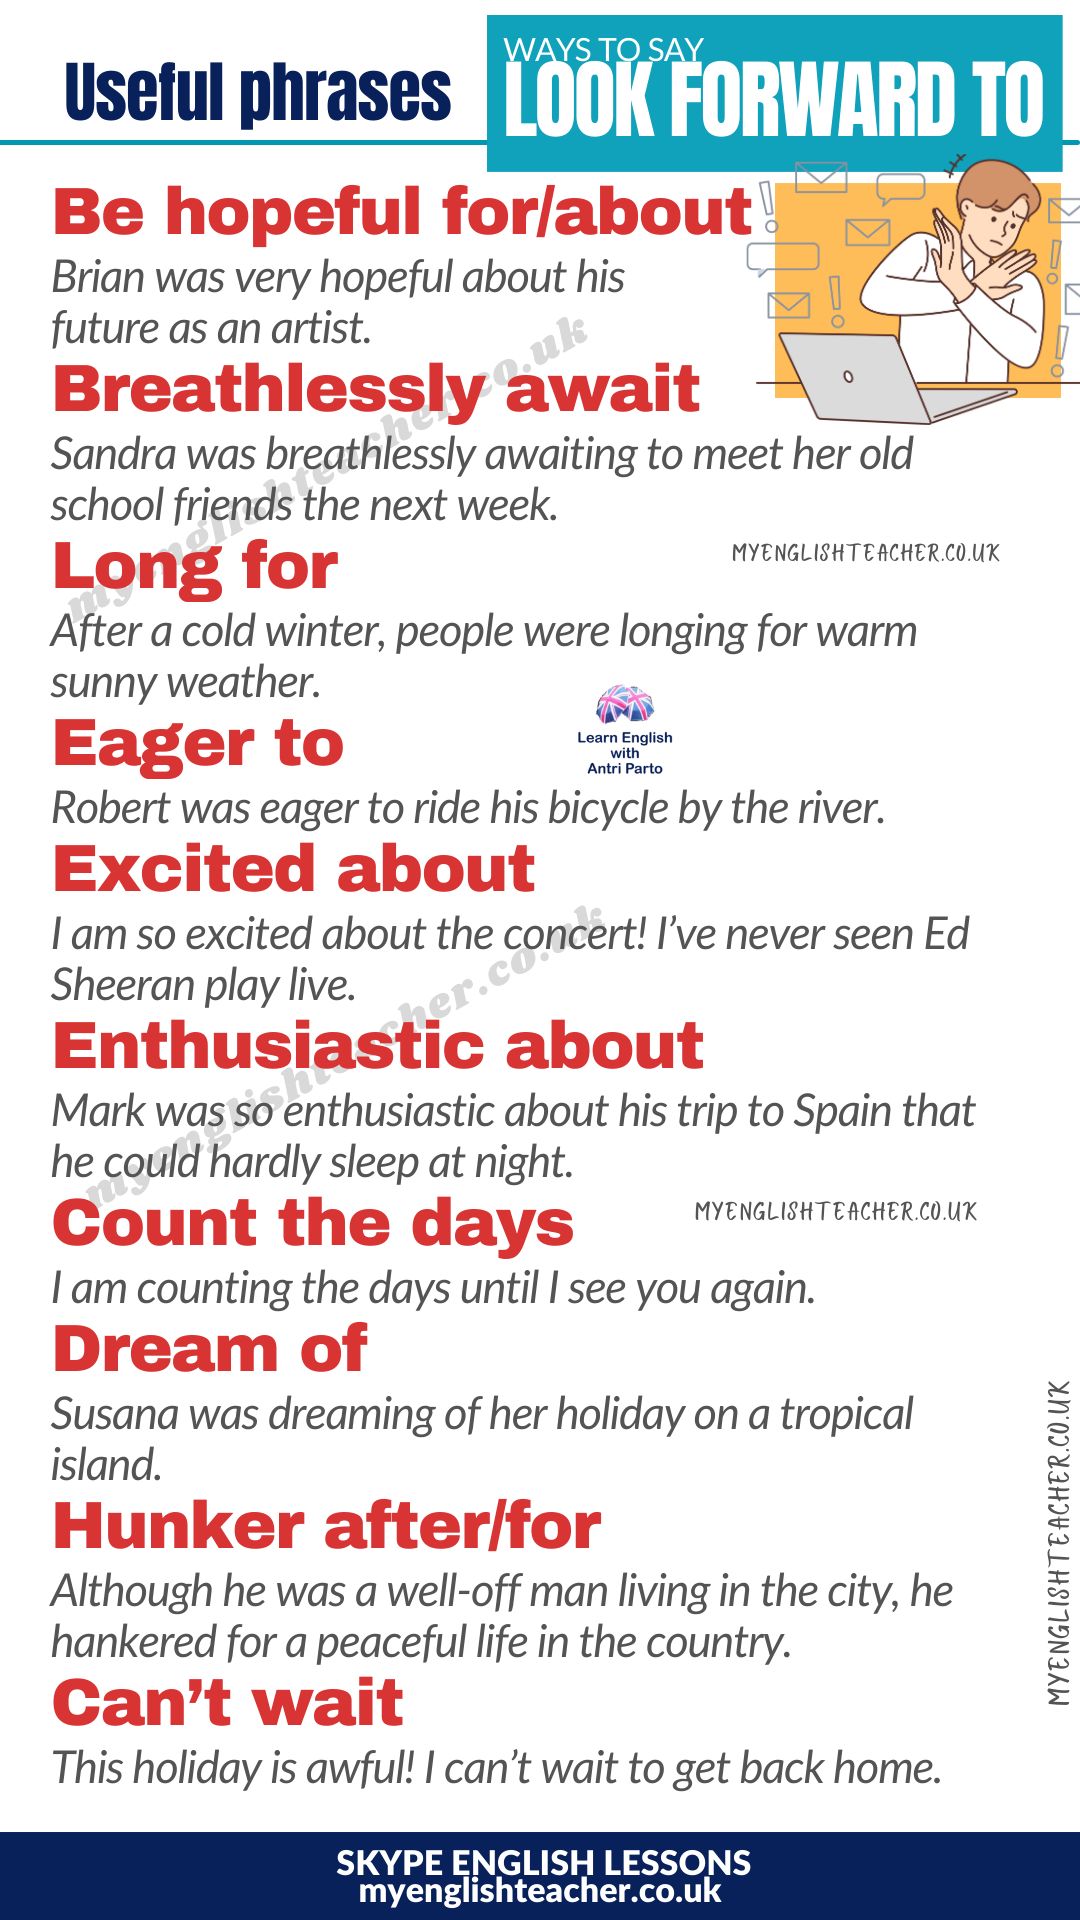 Useful phrases
WAYS TO SAY
LOOK FORWARD TO
Be hopeful for/about
Brian was very hopeful about his
future as an artist.
Breathlessly await
Sandra was breathlessly awaiting to meet her old
school friends the next week.
myenglishteacher.co.uk
MYENGLISHTEACHER.CO.UK
Long for
After a cold winter, people were longing for warm
sunny weather.
Learn English
with
Antri Parto
Eager to
Robert was eager to ride his bicycle by the river.
Excited about
I am so excited about the concert! I’ve never seen Ed
Sheeran play live.
Enthusiastic about
Mark was so enthusiastic about his trip to Spain that
he could hardly sleep at night.
myenglishteacher.co.uk
Count the days
MYENGLISHTEACHER.CO.UK
I am counting the days until I see you again.
Dream of
Susana was dreaming of her holiday on a tropical
island.
Hunker after/for
Although he was a well-off man living in the city, he
hankered for a peaceful life in the country.
MYENGLISHTEACHER.CO.UK
Can’t wait
This holiday is awful! I can’t wait to get back home.
SKYPE ENGLISH LESSONS
myenglishteacher.co.uk